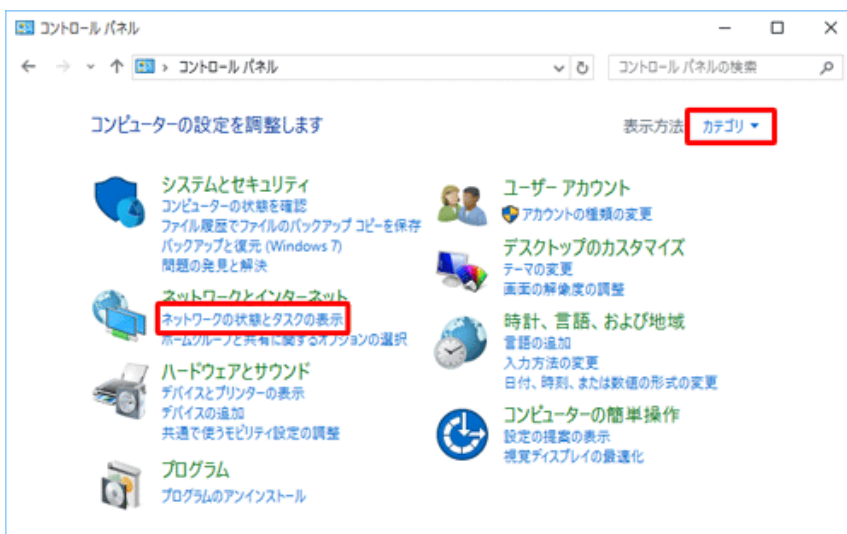 コントロール パネル
コントロール パネル
コントロール パネルの検索
コンピューターの設定を調整します
表示方法: カテゴリ
システムとセキュリティ
コンピューターの状態を確認
ファイル履歴でファイルのバックアップ コピーを保存
バックアップと復元 (Windows 7)
問題の発見と解決
ネットワークとインターネット
ネットワークの状態とタスクの表示
ホームグループと共有に関するオプションの選択
ハードウェアとサウンド
デバイスとプリンターの表示
デバイスの追加
共通で使うモビリティ設定の調整
プログラム
プログラムのアンインストール
ユーザー アカウント
アカウントの種類の変更
デスクトップのカスタマイズ
テーマの変更
画面の解像度の調整
時計、言語、および地域
言語の追加
入力方法の変更
日付、時刻、または数値の形式の変更
コンピューターの簡単操作
設定の提案の表示
視覚ディスプレイの最適化